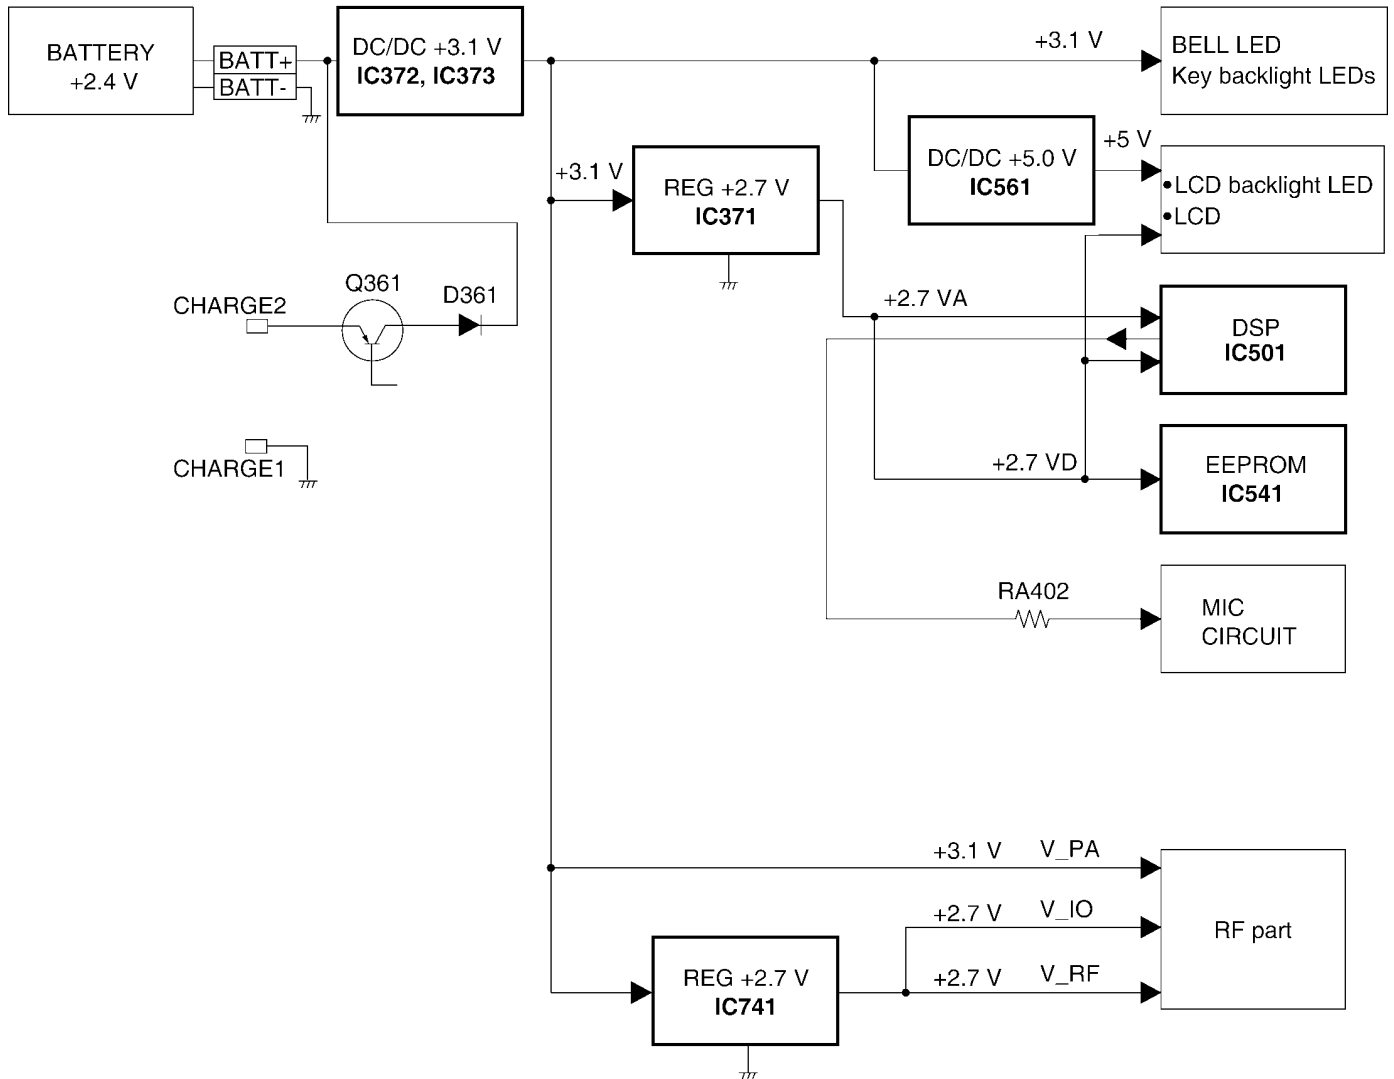 BATTERY
+2.4 V
BATT+
BATT-
DC/DC +3.1 V
IC372, IC373
+3.1 V
BELL LED
Key backlight LEDs
+3.1 V
REG +2.7 V
IC371
DC/DC +5.0 V
IC561
+5 V
•LCD backlight LED
•LCD
CHARGE2
Q361
D361
+2.7 VA
DSP
IC501
CHARGE1
+2.7 VD
EEPROM
IC541
RA402
MIC
CIRCUIT
+3.1 V V_PA
+2.7 V V_IO
+2.7 V V_RF
RF part
REG +2.7 V
IC741